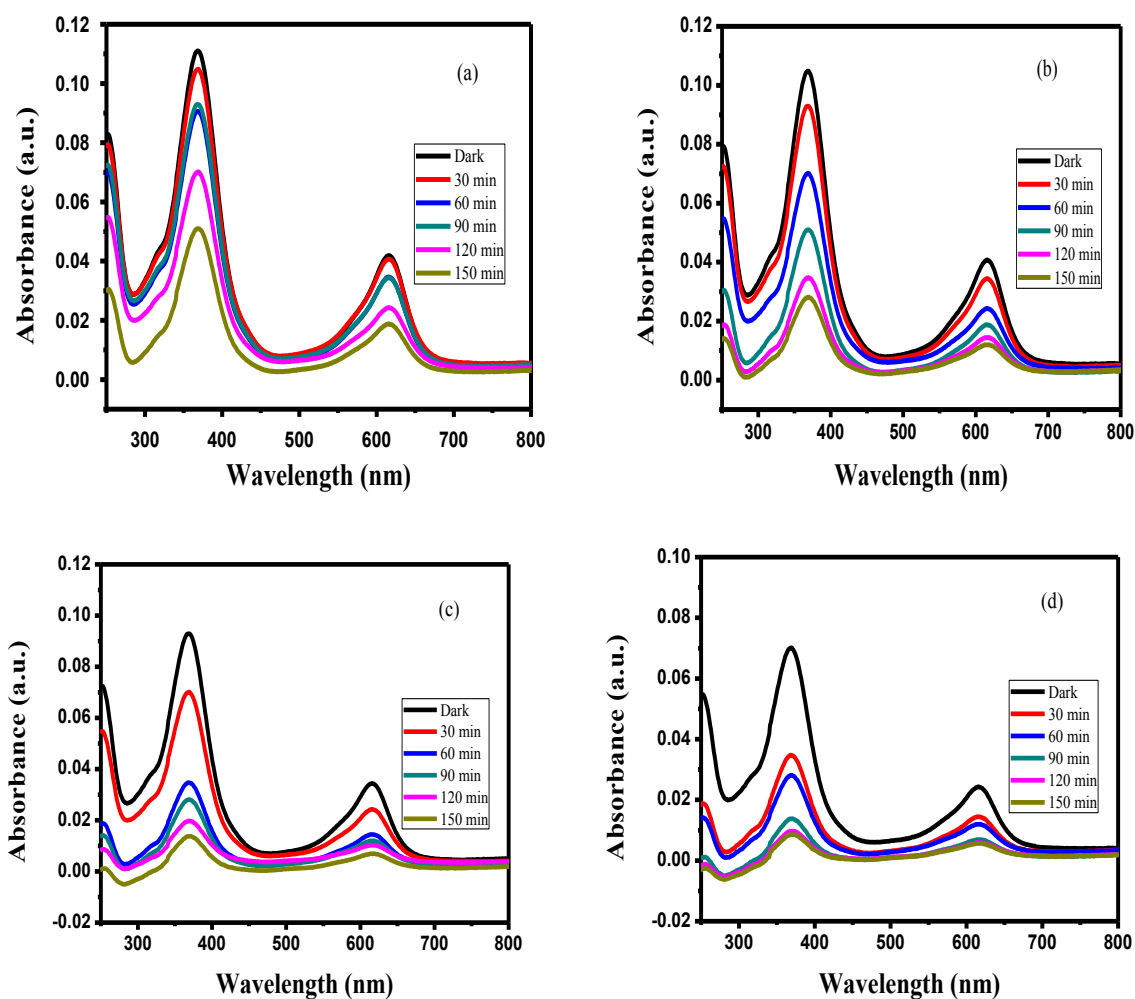 (a)
Absorbance (a.u.)
0.12
0.10
0.08
0.06
0.04
0.02
0.00
Dark
30 min
60 min
90 min
120 min
150 min
300 400 500 600 700 800
Wavelength (nm)
(b)
Absorbance (a.u.)
0.12
0.10
0.08
0.06
0.04
0.02
0.00
Dark
30 min
60 min
90 min
120 min
150 min
300 400 500 600 700 800
Wavelength (nm)
(c)
Absorbance (a.u.)
0.12
0.10
0.08
0.06
0.04
0.02
0.00
-0.02
Dark
30 min
60 min
90 min
120 min
150 min
300 400 500 600 700 800
Wavelength (nm)
(d)
Absorbance (a.u.)
0.10
0.08
0.06
0.04
0.02
0.00
-0.02
Dark
30 min
60 min
90 min
120 min
150 min
300 400 500 600 700 800
Wavelength (nm)